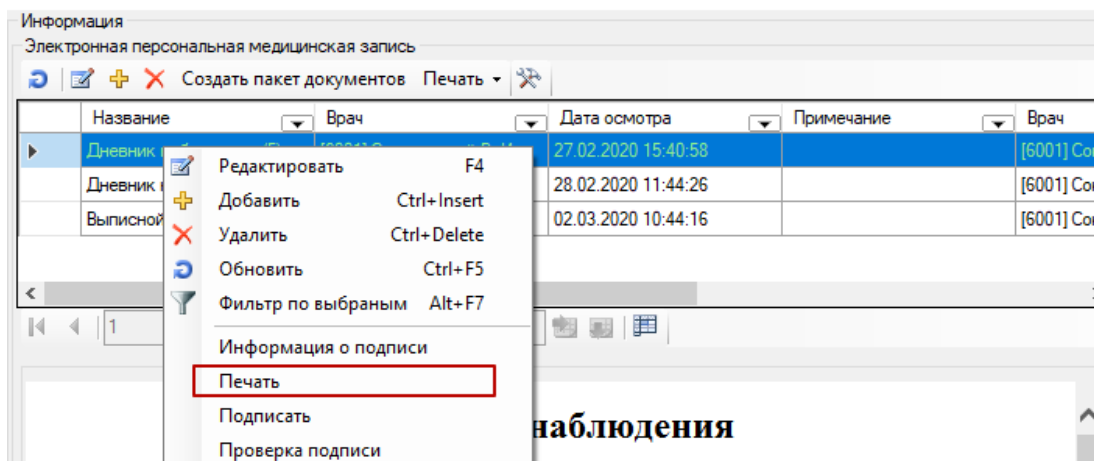 Информация
Электронная персональная медицинская запись
Создать пакет документов Печать
Название Врач Дата осмотра Примечание Врач
Дневник 27.02.2020 15:40:58 [6001] Со
Дневник 28.02.2020 11:44:26 [6001] Со
Выписной 02.03.2020 10:44:16 [6001] Со
Редактировать F4
Добавить Ctrl+Insert
Удалить Ctrl+Delete
Обновить Ctrl+F5
Фильтр по выбраным Alt+F7
1
Информация о подписи
Печать
Подписать
наблюдения
Проверка подписи